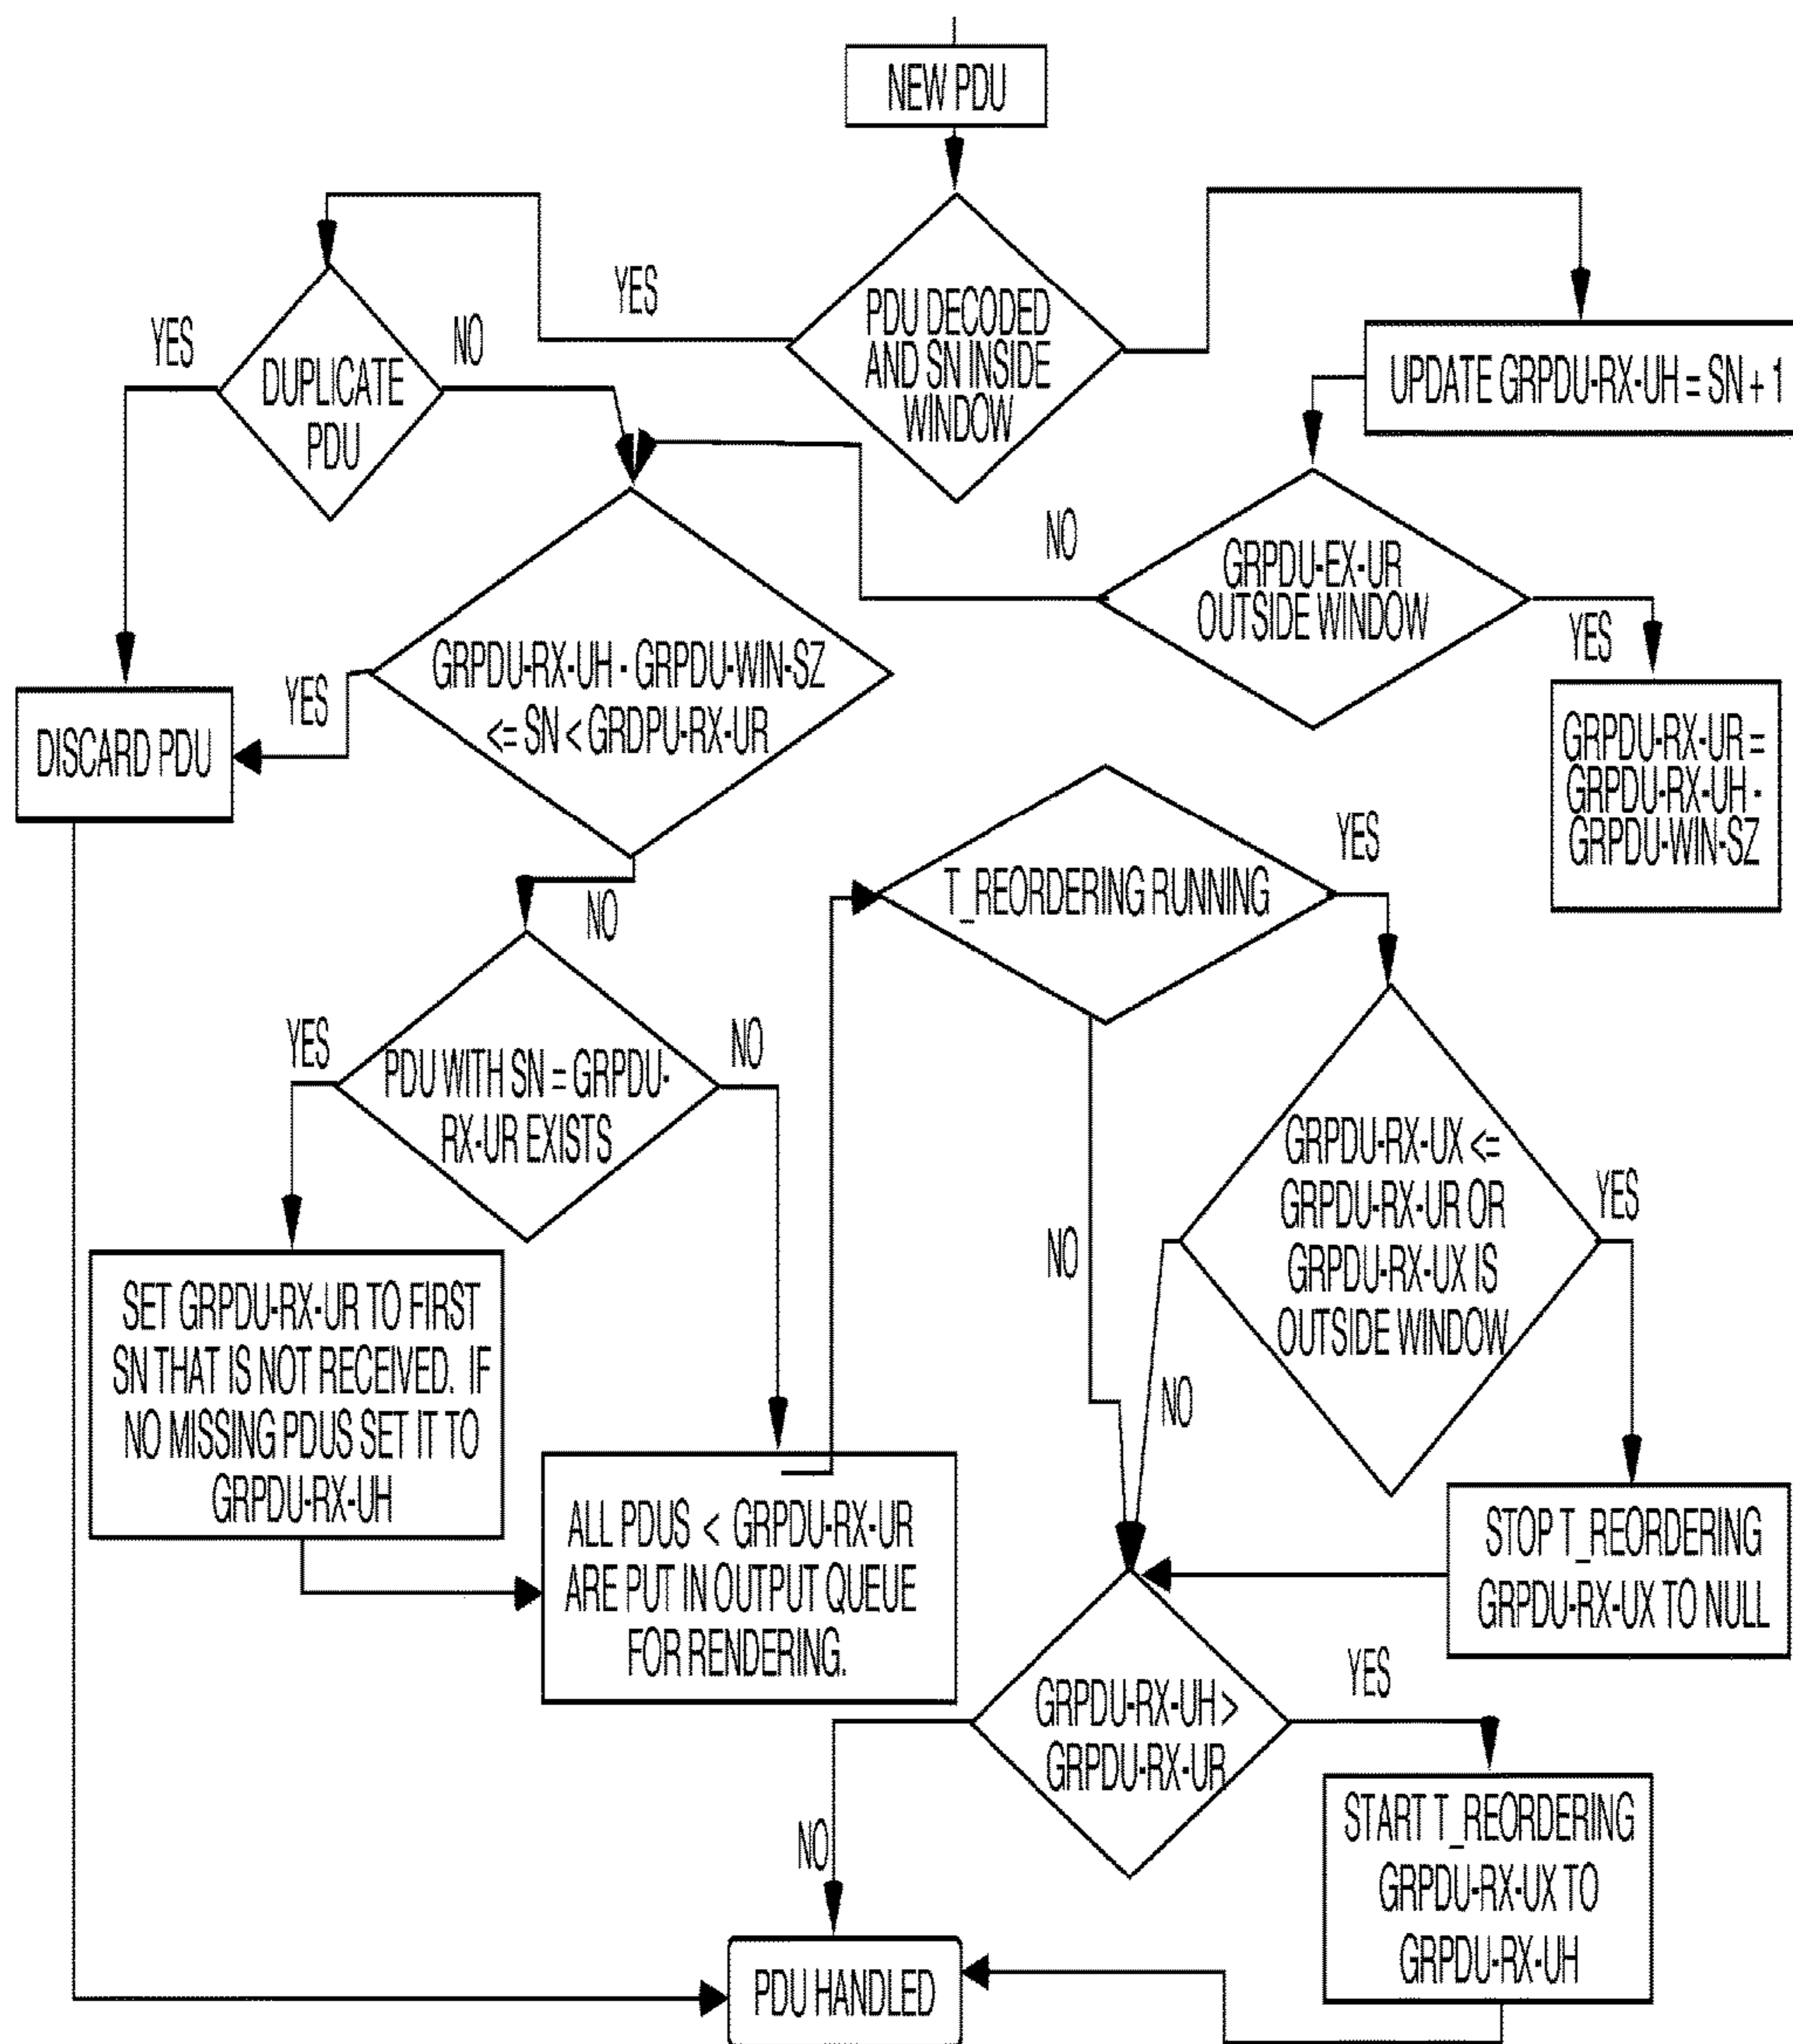 NEW PDU
YES
PDU DECODED
AND SN INSIDE
WINDOW
YES
DUPLICATE
PDU
NO
UPDATE GRPDU-RX-UH = SN + 1
NO
GRPDU-EX-UR
OUTSIDE WINDOW
YES
GRPDU-RX-UH - GRPDU-WIN-SZ
<= SN < GRDPU-RX-UR
YES
DISCARD PDU
GRPDU-RX-UR =
GRPDU-RX-UH -
GRPDU-WIN-SZ
NO
T_REORDERING RUNNING
YES
YES
PDU WITH SN = GRPDU-
RX-UR EXISTS
NO
NO
GRPDU-RX-UX <=
GRPDU-RX-UR OR
GRPDU-RX-UX IS
OUTSIDE WINDOW
YES
NO
SET GRPDU-RX-UR TO FIRST
SN THAT IS NOT RECEIVED. IF
NO MISSING PDUS SET IT TO
GRPDU-RX-UH
ALL PDUS < GRPDU-RX-UR
ARE PUT IN OUTPUT QUEUE
FOR RENDERING.
STOP T_REORDERING
GRPDU-RX-UX TO NULL
GRPDU-RX-UH >
GRPDU-RX-UR
YES
NO
START T_REORDERING
GRPDU-RX-UX TO
GRPDU-RX-UH
PDU HANDLED